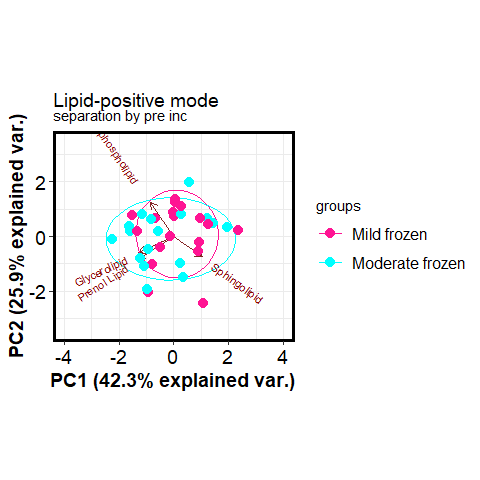 Lipid-positive mode
separation by pre inc
phospholipid
Glycerolipid
Prenol Lipid
Sphingolipid
PC2 (25.9% explained var.)
2
0
-2
-4
-2
0
2
4
PC1 (42.3% explained var.)
groups
Mild frozen
Moderate frozen